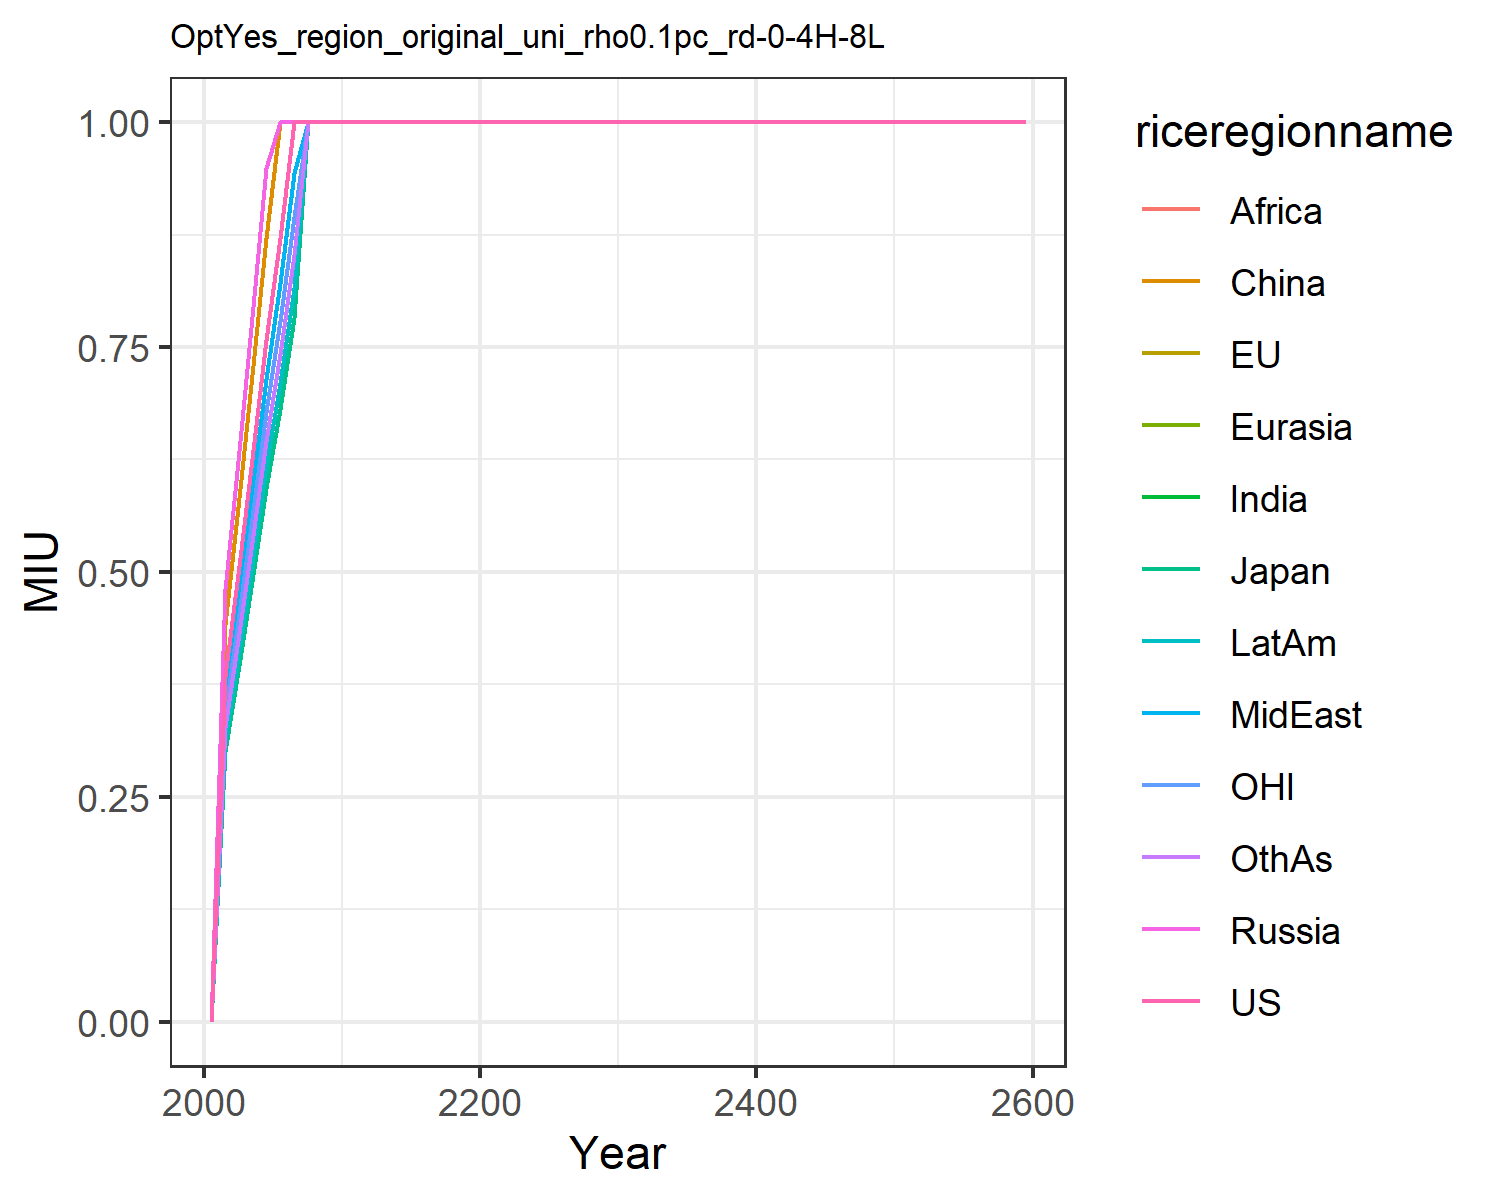 OptYes_region_original_uni_rho0.1pc_rd-0-4H-8L
1.00
0.75
0.50
0.25
0.00
MIU
2000 2200 2400 2600
Year
riceregionname
Africa
China
EU
Eurasia
India
Japan
LatAm
MidEast
OHI
OthAs
Russia
US